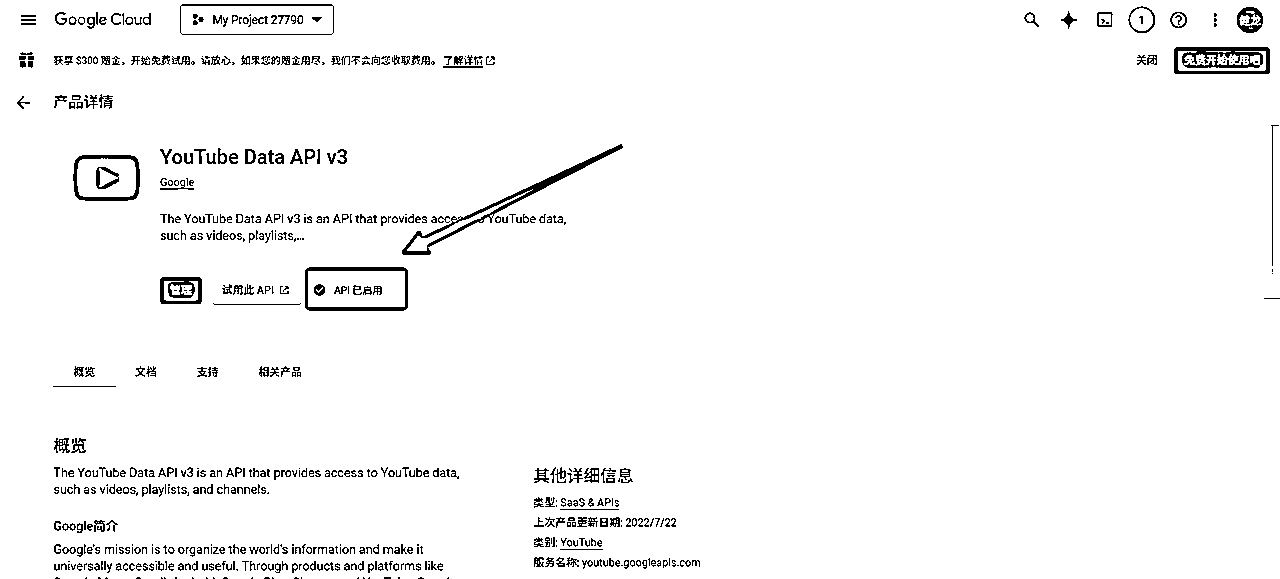 Google Cloud
My Project 27790
1
获享 $300 赠金，开始免费试用。请放心，如果您的赠金用尽，我们不会向您收取费用。 了解详情
关闭
免费开始使用吧
产品详情
YouTube Data API v3
Google
The YouTube Data API v3 is an API that provides access to YouTube data,
such as videos, playlists,...
管理
试用此 API
API 已启用
概览
文档
支持
相关产品
概览
The YouTube Data API v3 is an API that provides access to YouTube data,
such as videos, playlists, and channels.
Google简介
Google's mission is to organize the world's information and make it
universally accessible and useful. Through products and platforms like
其他详细信息
类型: SaaS & APIs
上次产品更新日期: 2022/7/22
类别: YouTube
服务名称: youtube.googleapis.com